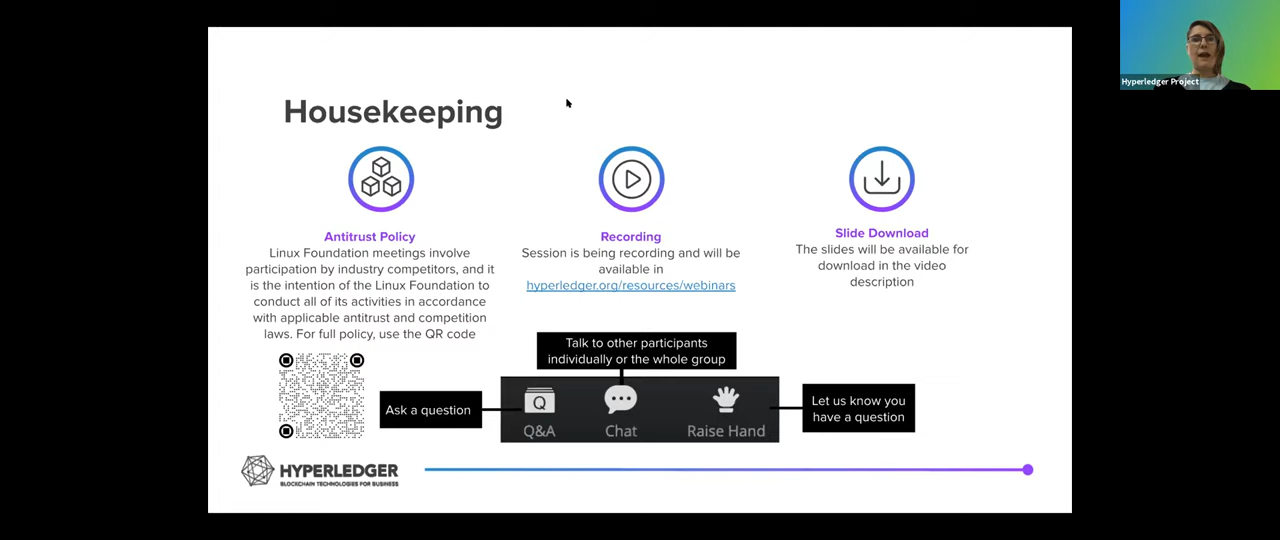 Housekeeping
Antitrust Policy
Linux Foundation meetings involve
participation by industry competitors, and it
is the intention of the Linux Foundation to
conduct all of its activities in accordance
with applicable antitrust and competition
laws. For full policy, use the QR code
Recording
Session is being recording and will be
available in
hyperledger.org/resources/webinars
Slide Download
The slides will be available for
download in the video
description
Talk to other participants
individually or the whole group
Ask a question
Q
Q&A
Chat
Raise Hand
Let us know you
have a question
HYPERLEDGER
BLOCKCHAIN TECHNOLOGIES FOR BUSINESS
Hyperledger Project